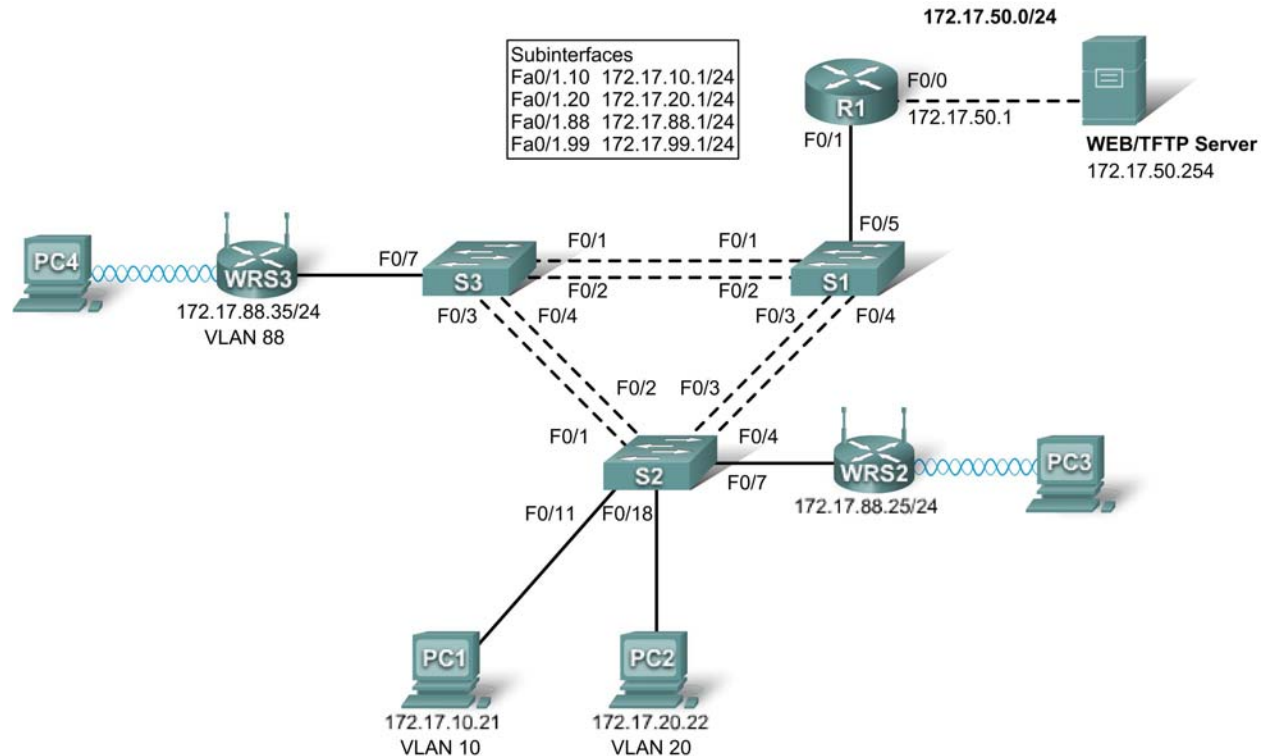 172.17.50.0/24
Subinterfaces
Fa0/1.10 172.17.10.1/24
Fa0/1.20 172.17.20.1/24
Fa0/1.88 172.17.88.1/24
Fa0/1.99 172.17.99.1/24
R1
F0/0
172.17.50.1
F0/1
WEB/TFTP Server
172.17.50.254
F0/5
PC4
WRS3
172.17.88.35/24
VLAN 88
F0/7
S3
F0/1
F0/1
F0/2
F0/2
S1
F0/3
F0/4
F0/3
F0/4
F0/2
F0/3
F0/1
F0/4
S2
F0/7
WRS2
172.17.88.25/24
PC3
F0/11
F0/18
PC1
172.17.10.21
VLAN 10
PC2
172.17.20.22
VLAN 20